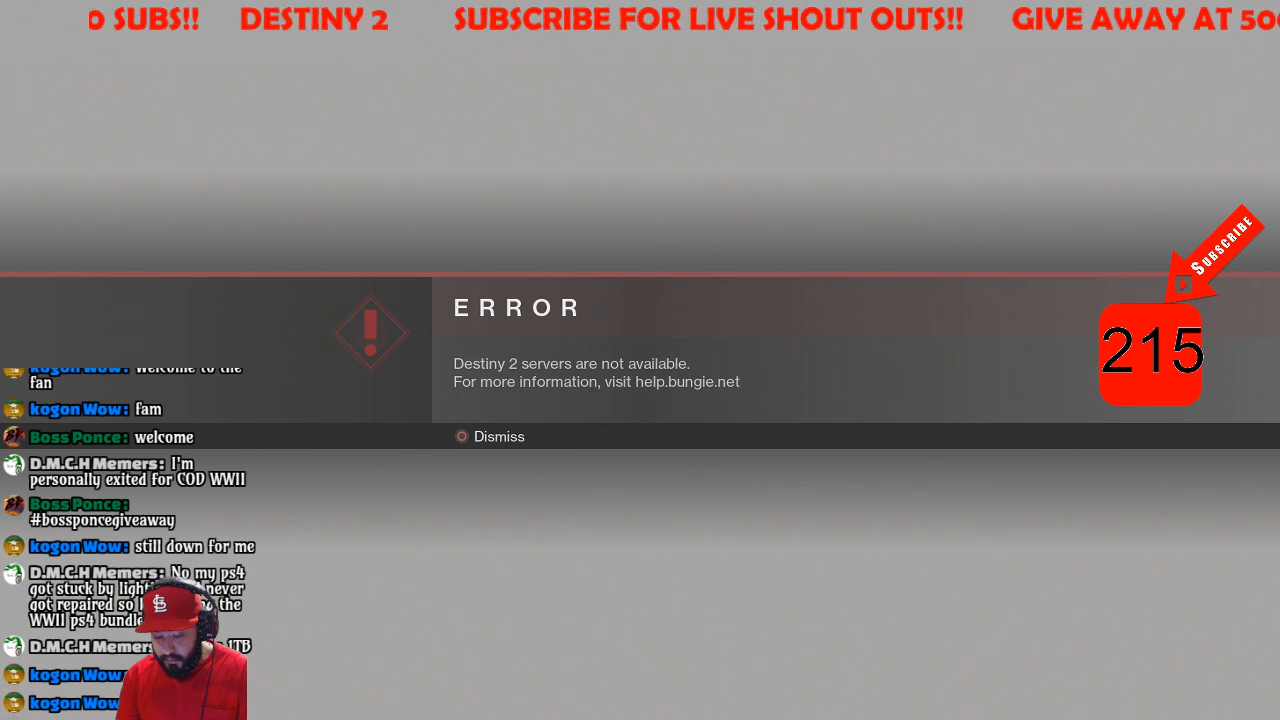 O SUBS!! DESTINY 2 SUBSCRIBE FOR LIVE SHOUT OUTS!! GIVE AWAY AT 50
SUBSCRIBE
ERROR
215
Destiny 2 servers are not available.
For more information, visit help.bungie.net
Dismiss
kogon Wow: Welcome to the
fan
kogon Wow: fam
Boss Ponce: welcome
D.M.C.H Memers: I'm
personally exited for COD WWII
Boss Ponce:
#bossponcegiveaway
kogon Wow: still down for me
D.M.C.H Memers: No my ps4
got stuck by never
got repaired so the
WWII ps4 bundle
D.M.C.H Memers 1TB
kogon Wow
kogon Wow